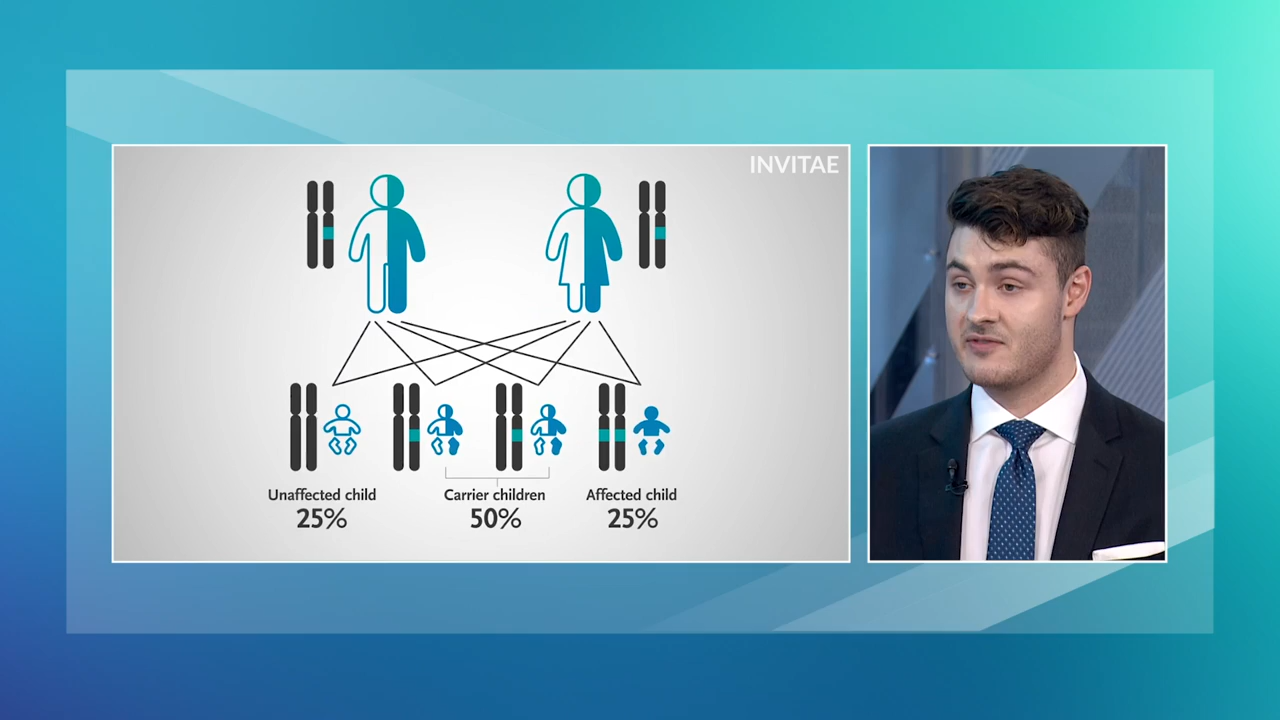 INVITAE
Unaffected child
25%
Carrier children
50%
Affected child
25%